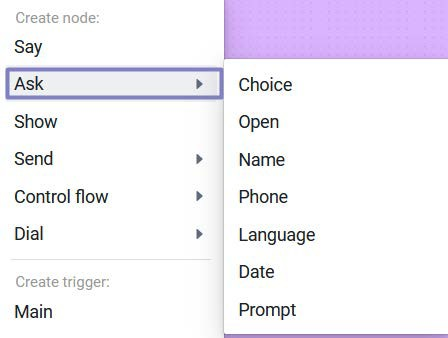 Create node:
Say
Ask
Show
Send
Control flow
Dial
Create trigger:
Main
Choice
Open
Name
Phone
Language
Date
Prompt